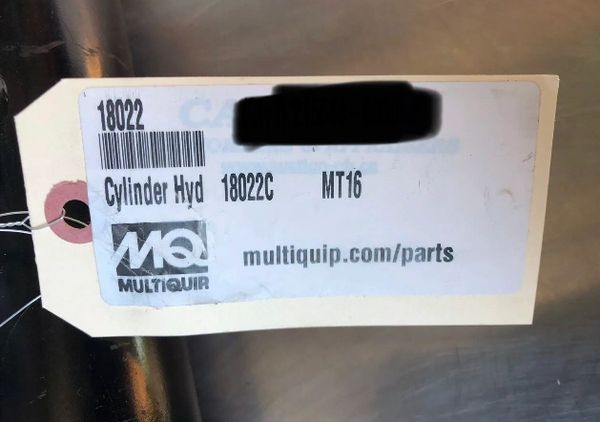 18022
Cylinder Hyd 18022C MT16
MQ
MULTIQUIP
multiquip.com/parts